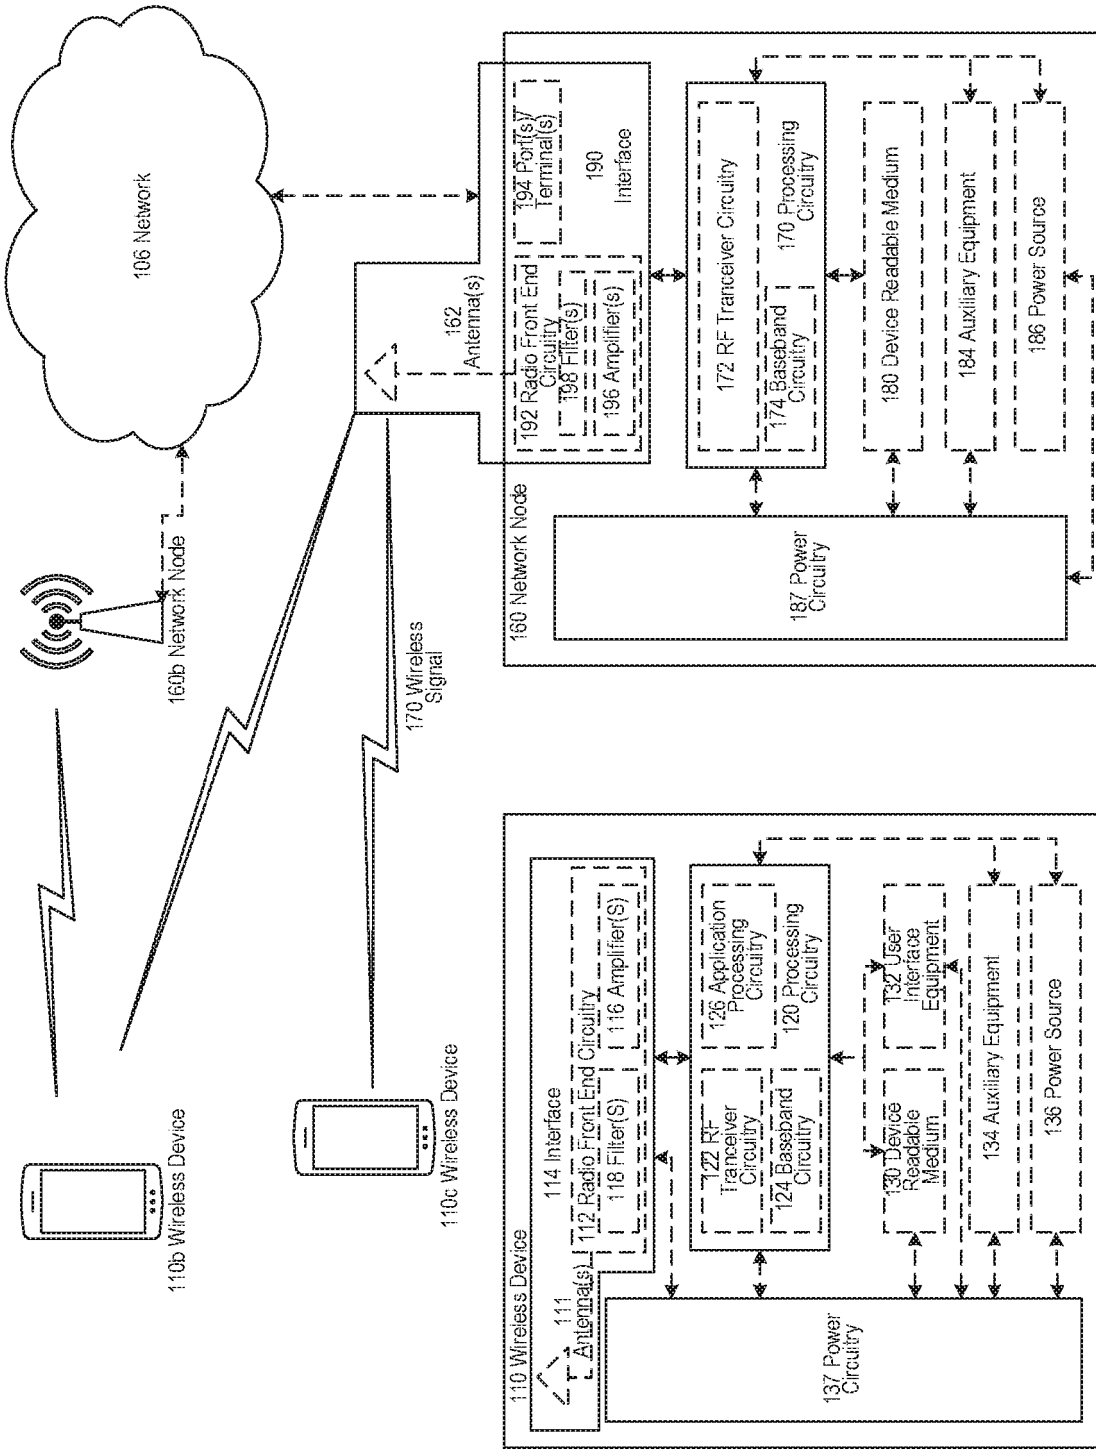 106 Network
160b Network Node
110b Wireless Device
110c Wireless Device
170 Wireless
Signal
162
Antenna(s)
110 Wireless Device
111
Antenna(s)
114 Interface
112 Radio Front End Circuitry
118 Filter(S)
116 Amplifier(S)
122 RF
Tranceiver
Circuitry
124 Baseband
Circuitry
126 Application
Processing
Circuitry
120 Processing
Circuitry
130 Device
Readable
Medium
132 User
Interface
Equipment
134 Auxiliary Equipment
136 Power Source
137 Power
Circuitry
160 Network Node
192 Radio Front End
Circuitry
198 Filter(s)
196 Amplifier(s)
194 Port(s)/
Terminal(s)
190
Interface
172 RF Tranceiver Circuitry
174 Baseband
Circuitry
170 Processing
Circuitry
180 Device Readable Medium
184 Auxiliary Equipment
186 Power Source
187 Power
Circuitry